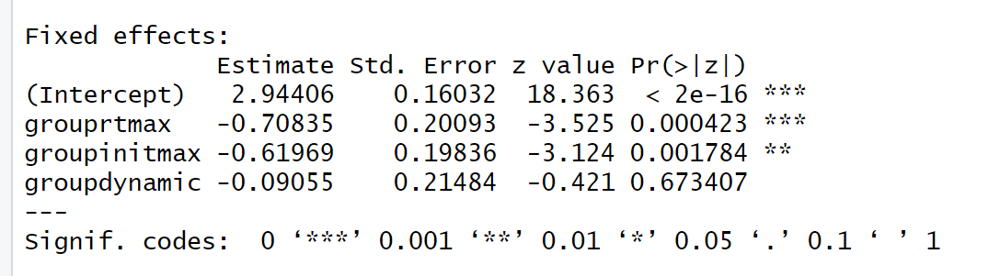 Fixed effects:
              Estimate Std. Error z value Pr(>|z|)
(Intercept)    2.94406    0.16032  18.363  < 2e-16 ***
grouprtmax    -0.70835    0.20093  -3.525 0.000423 ***
groupinitmax -0.61969    0.19836  -3.124 0.001784 **
groupdynamic -0.09055    0.21484  -0.421 0.673407
---
Signif. codes:  0 ‘***’ 0.001 ‘**’ 0.01 ‘*’ 0.05 ‘.’ 0.1 ‘ ’ 1